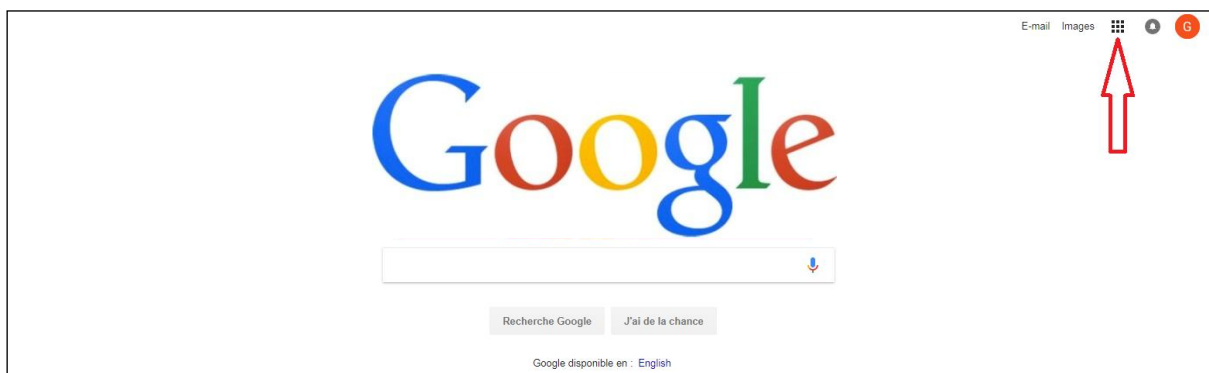 E-mail Images G
Google
Recherche Google J'ai de la chance
Google disponible en : English